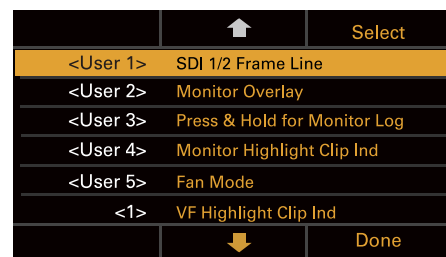 Select
<User 1> SDI 1/2 Frame Line
<User 2> Monitor Overlay
<User 3> Press & Hold for Monitor Log
<User 4> Monitor Highlight Clip Ind
<User 5> Fan Mode
<1> VF Highlight Clip Ind
Done